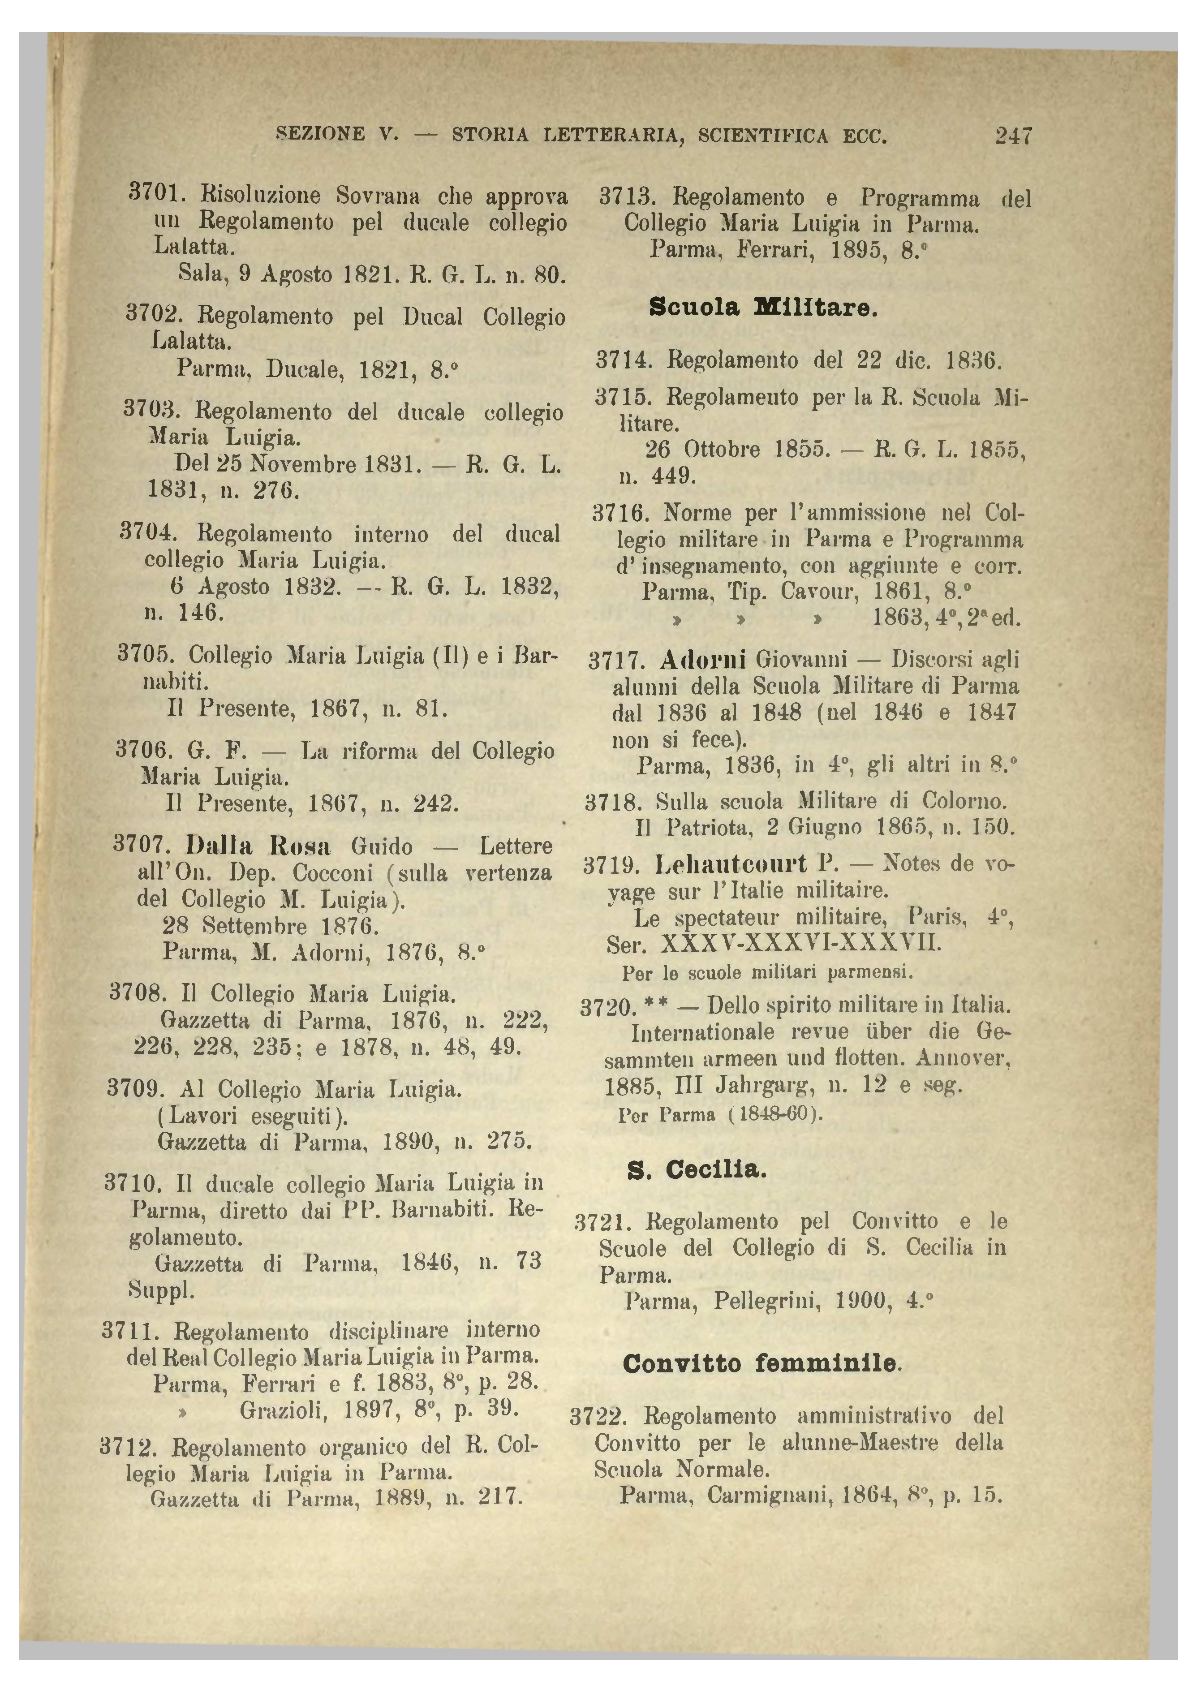 SEZIONE V. — STORIA LETTERARIA, SCIENTIFICA ECC. 247
3701. Risoluzione Sovrana che approva
un Regolamento pel ducale collegio
Lalatta.
Sala, 9 Agosto 1821. R. G. L. n. 80.
3702. Regolamento pel Ducal Collegio
Lalatta.
Parma, Ducale, 1821, 8.º
3703. Regolamento del ducale collegio
Maria Luigia.
Del 25 Novembre 1831. — R. G. L.
1831, n. 276.
3704. Regolamento interno del ducal
collegio Maria Luigia.
6 Agosto 1832. -- R. G. L. 1832,
n. 146.
3705. Collegio Maria Luigia (Il) e i Bar-
nabiti.
Il Presente, 1867, n. 81.
3706. G. F. — La riforma del Collegio
Maria Luigia.
Il Presente, 1867, n. 242.
3707. Dalla Rosa Guido — Lettere
all'On. Dep. Cocconi (sulla vertenza
del Collegio M. Luigia).
28 Settembre 1876.
Parma, M. Adorni, 1876, 8.º
3708. Il Collegio Maria Luigia.
Gazzetta di Parma, 1876, n. 222,
226, 228, 235; e 1878, n. 48, 49.
3709. Al Collegio Maria Luigia.
(Lavori eseguiti).
Gazzetta di Parma, 1890, n. 275.
3710. Il ducale collegio Maria Luigia in
Parma, diretto dai PP. Barnabiti. Re-
golamento.
Gazzetta di Parma, 1846, n. 73
Suppl.
3711. Regolamento disciplinare interno
del Real Collegio Maria Luigia in Parma.
Parma, Ferrari e f. 1883, 8º, p. 28.
» Grazioli, 1897, 8º, p. 39.
3712. Regolamento organico del R. Col-
legio Maria Luigia in Parma.
Gazzetta di Parma, 1889, n. 217.
3713. Regolamento e Programma del
Collegio Maria Luigia in Parma.
Parma, Ferrari, 1895, 8.º
Scuola Militare.
3714. Regolamento del 22 dic. 1836.
3715. Regolamento per la R. Scuola Mi-
litare.
26 Ottobre 1855. — R. G. L. 1855,
n. 449.
3716. Norme per l'ammissione nel Col-
legio militare in Parma e Programma
d'insegnamento, con aggiunte e corr.
Parma, Tip. Cavour, 1861, 8.º
» » » 1863, 4º, 2ª ed.
3717. Adorni Giovanni — Discorsi agli
alunni della Scuola Militare di Parma
dal 1836 al 1848 (nel 1846 e 1847
non si fece).
Parma, 1836, in 4º, gli altri in 8.º
3718. Sulla scuola Militare di Colorno.
Il Patriota, 2 Giugno 1865, n. 150.
3719. Lehautcourt P. — Notes de vo-
yage sur l'Italie militaire.
Le spectateur militaire, Paris, 4º,
Ser. XXXV-XXXVI-XXXVII.
Per le scuole militari parmensi.
3720. ** — Dello spirito militare in Italia.
Internationale revue über die Ge-
sammten armeen und flotten. Annover,
1885, III Jahrgarg, n. 12 e seg.
Per Parma (1848-60).
S. Cecilia.
3721. Regolamento pel Convitto e le
Scuole del Collegio di S. Cecilia in
Parma.
Parma, Pellegrini, 1900, 4.º
Convitto femminile.
3722. Regolamento amministrativo del
Convitto per le alunne-Maestre della
Scuola Normale.
Parma, Carmignani, 1864, 8º, p. 15.